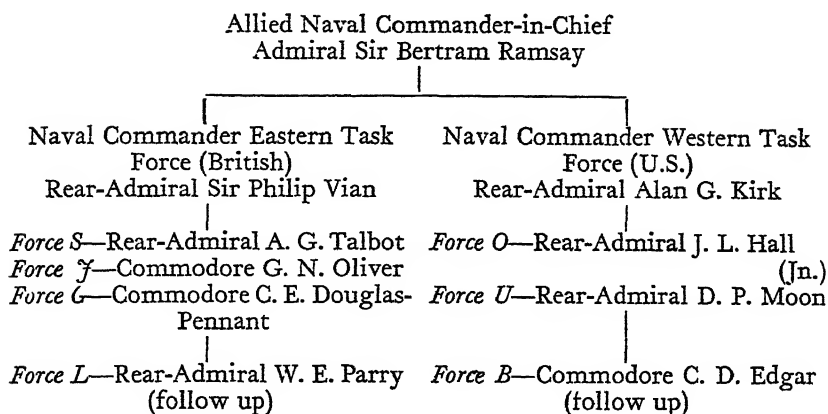 Allied Naval Commander-in-Chief
Admiral Sir Bertram Ramsay
Naval Commander Eastern Task
Force (British)
Rear-Admiral Sir Philip Vian
Force S—Rear-Admiral A. G. Talbot
Force J—Commodore G. N. Oliver
Force G—Commodore C. E. Douglas-
Pennant
Force L—Rear-Admiral W. E. Parry
(follow up)
Naval Commander Western Task
Force (U.S.)
Rear-Admiral Alan G. Kirk
Force O—Rear-Admiral J. L. Hall
(Jn.)
Force U—Rear-Admiral D. P. Moon
Force B—Commodore C. D. Edgar
(follow up)